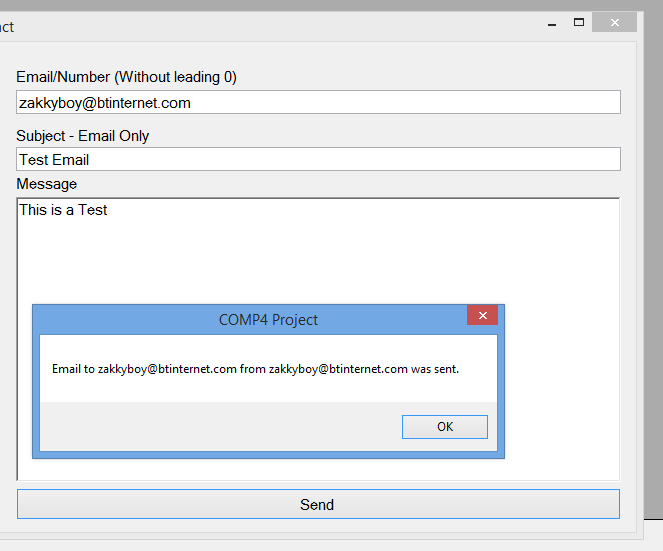 act
Email/Number (Without leading 0)
zakkyboy@btinternet.com
Subject - Email Only
Test Email
Message
This is a Test
COMP4 Project
Email to zakkyboy@btinternet.com from zakkyboy@btinternet.com was sent.
OK
Send